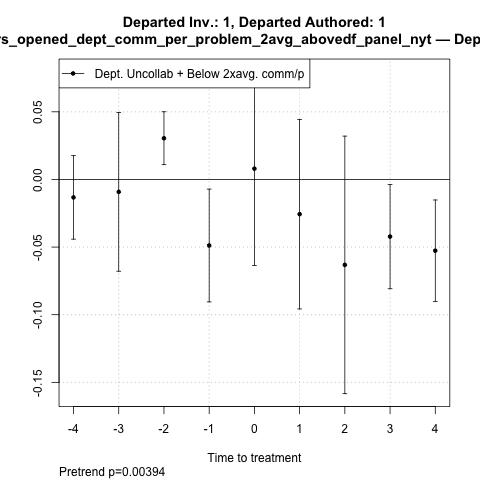 Departed Inv.: 1, Departed Authored: 1
rs_opened_dept_comm_per_problem_2avg_abovedf_panel_nyt — Dep
Dept. Uncollab + Below 2xavg. comm/p
0.05
0.00
-0.05
-0.10
-0.15
-4 -3 -2 -1 0 1 2 3 4
Time to treatment
Pretrend p=0.00394